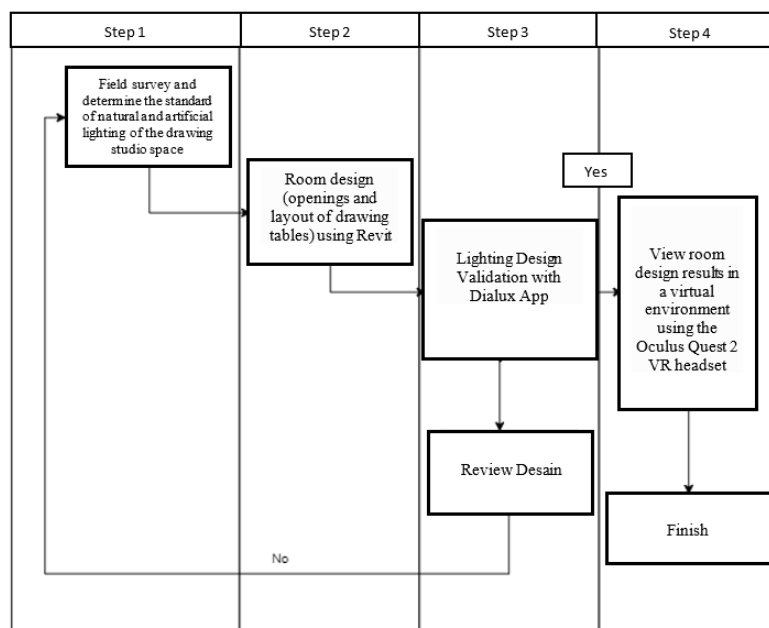 Step 1
Step 2
Step 3
Step 4
Field survey and
determine the standard
of natural and artificial
lighting of the drawing
studio space
Room design
(openings and
layout of drawing
tables) using Revit
Yes
Lighting Design
Validation with
Dialux App
View room
design results in
a virtual
environment
using the
Oculus Quest 2
VR headset
Review Desain
Finish
No